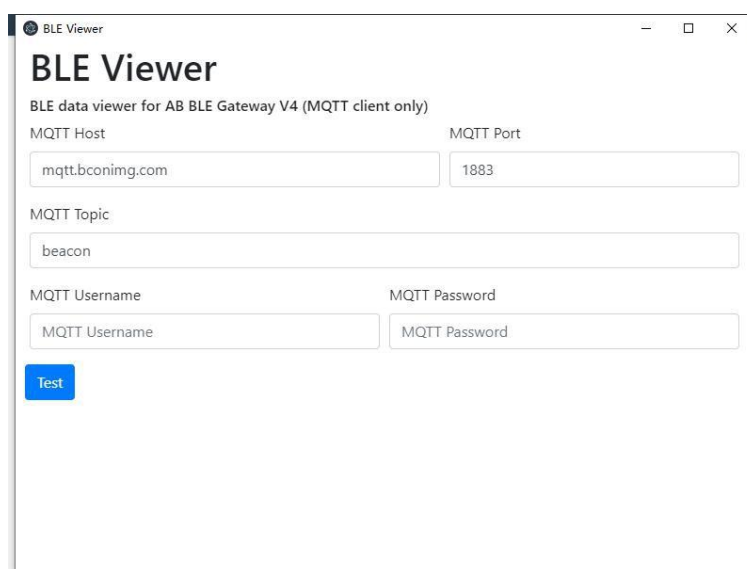 BLE Viewer
BLE Viewer
BLE data viewer for AB BLE Gateway V4 (MQTT client only)
MQTT Host MQTT Port
mqtt.bconimg.com 1883
MQTT Topic
beacon
MQTT Username MQTT Password
MQTT Username MQTT Password
Test